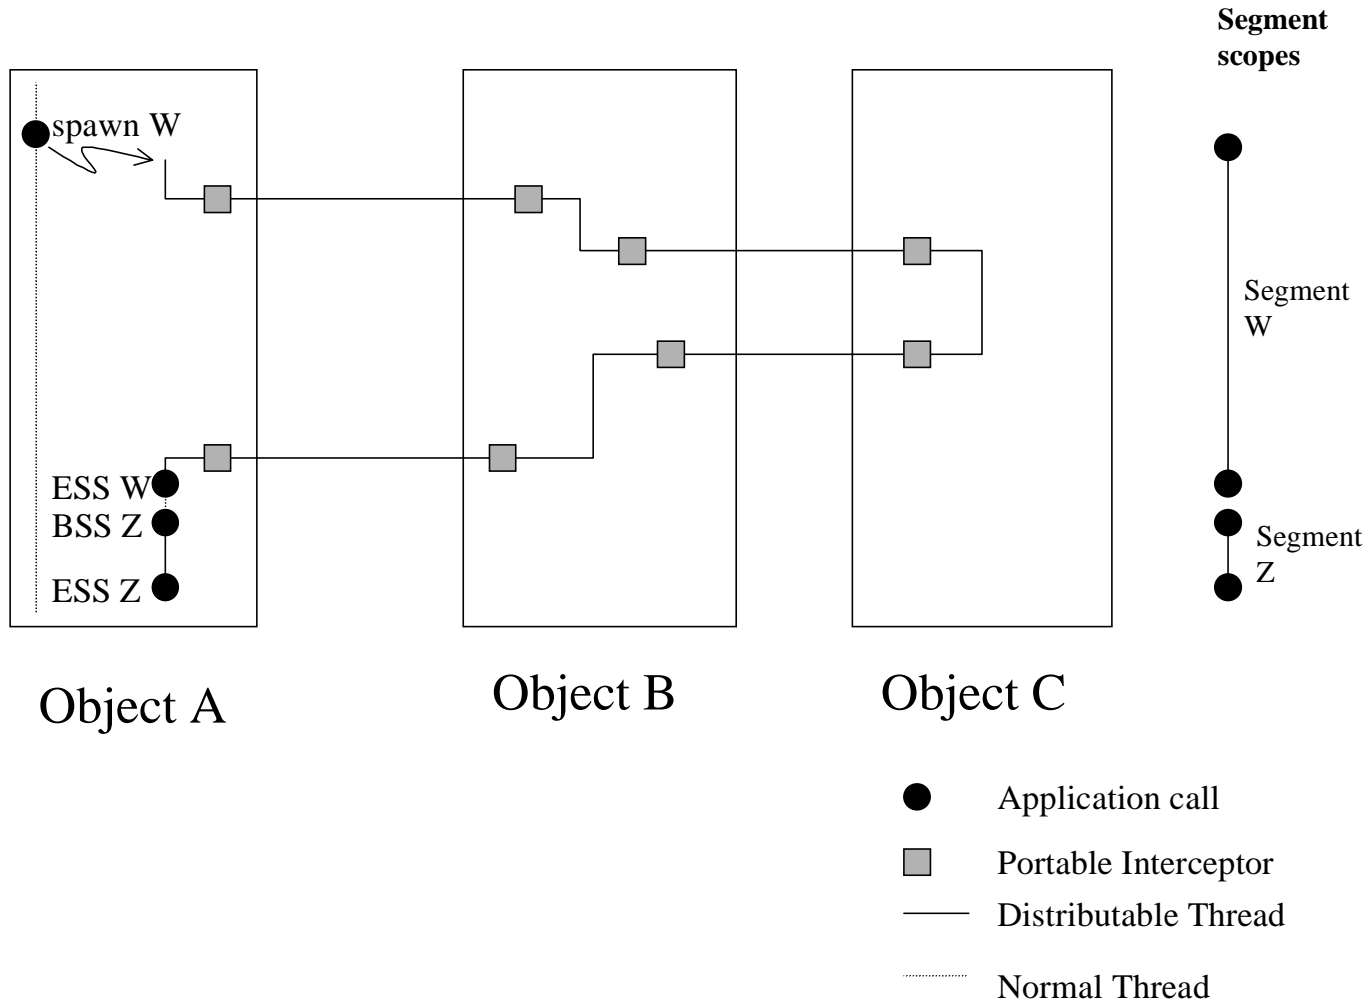 Segment
scopes
spawn W
Segment
W
ESS W
BSS Z
ESS Z
Segment
Z
Object A
Object B
Object C
Application call
Portable Interceptor
Distributable Thread
Normal Thread